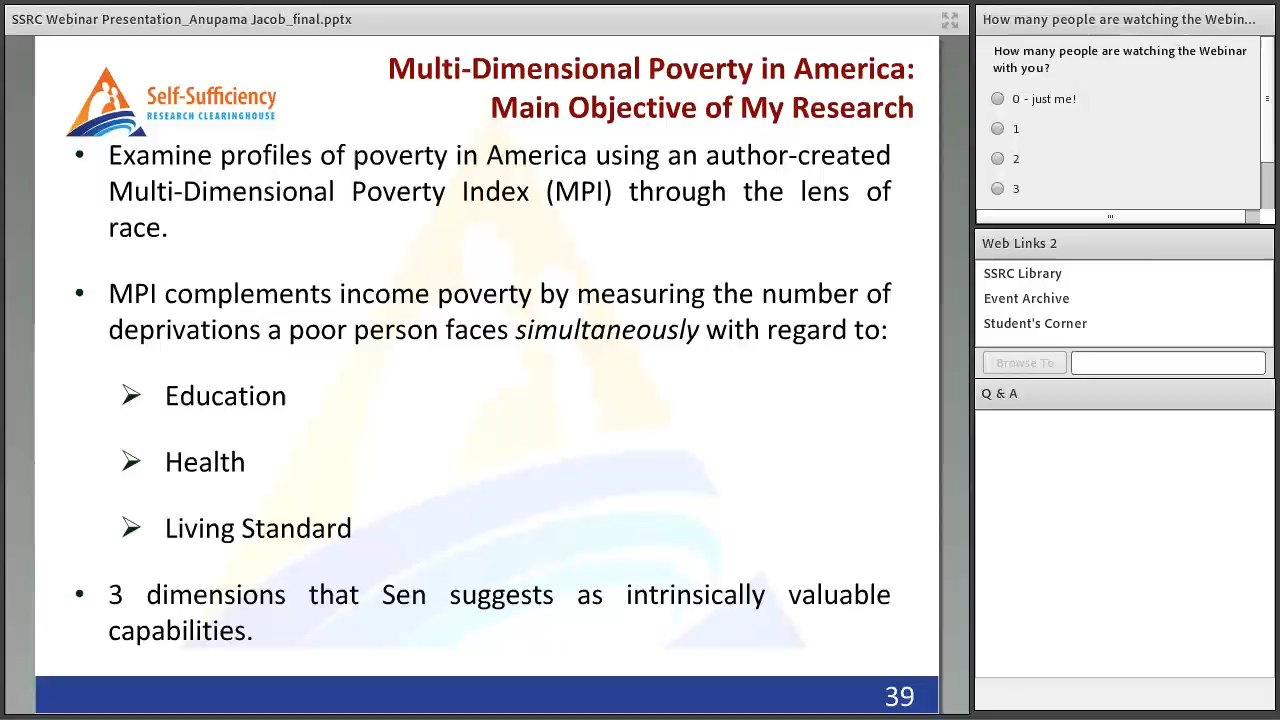 SSRC Webinar Presentation_Anupama Jacob_final.pptx
Multi-Dimensional Poverty in America:
Main Objective of My Research
Self-Sufficiency
RESEARCH CLEARINGHOUSE
• Examine profiles of poverty in America using an author-created
Multi-Dimensional Poverty Index (MPI) through the lens of
race.
• MPI complements income poverty by measuring the number of
deprivations a poor person faces simultaneously with regard to:
➢ Education
➢ Health
➢ Living Standard
• 3 dimensions that Sen suggests as intrinsically valuable
capabilities.
39
How many people are watching the Webin...
How many people are watching the Webinar
with you?
0 - just me!
1
2
3
Web Links 2
SSRC Library
Event Archive
Student's Corner
Browse To
Q & A